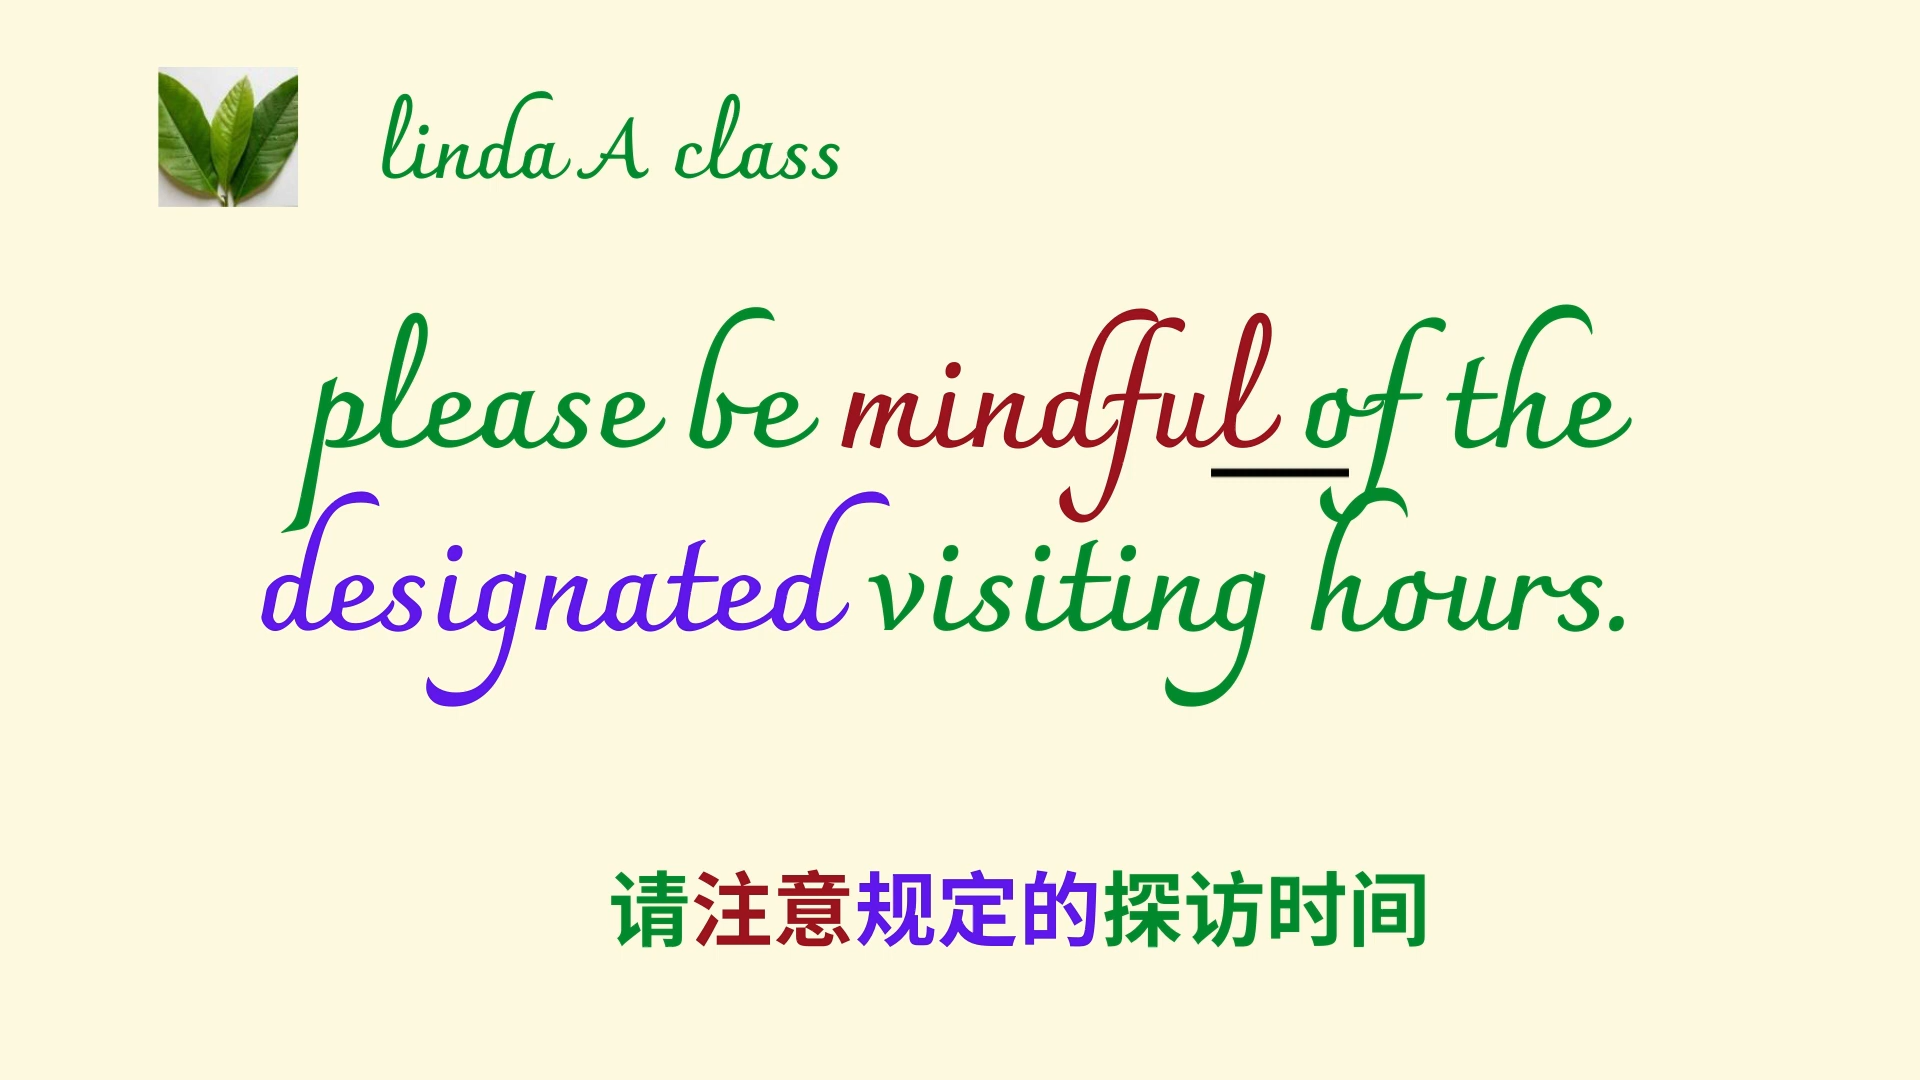 linda A class
please be mindful of the
designated visiting hours.
请注意规定的探访时间